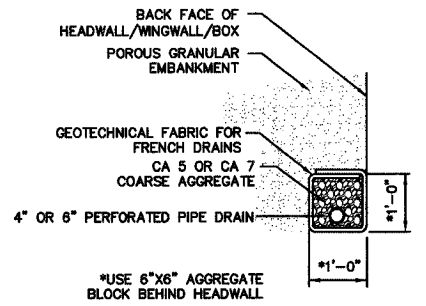 BACK FACE OF
HEADWALL/WINGWALL/BOX
POROUS GRANULAR
EMBANKMENT
GEOTECHNICAL FABRIC FOR
FRENCH DRAINS
CA 5 OR CA 7
COARSE AGGREGATE
4" OR 6" PERFORATED PIPE DRAIN
*1'-0"
*1'-0"
*USE 6"X6" AGGREGATE
BLOCK BEHIND HEADWALL